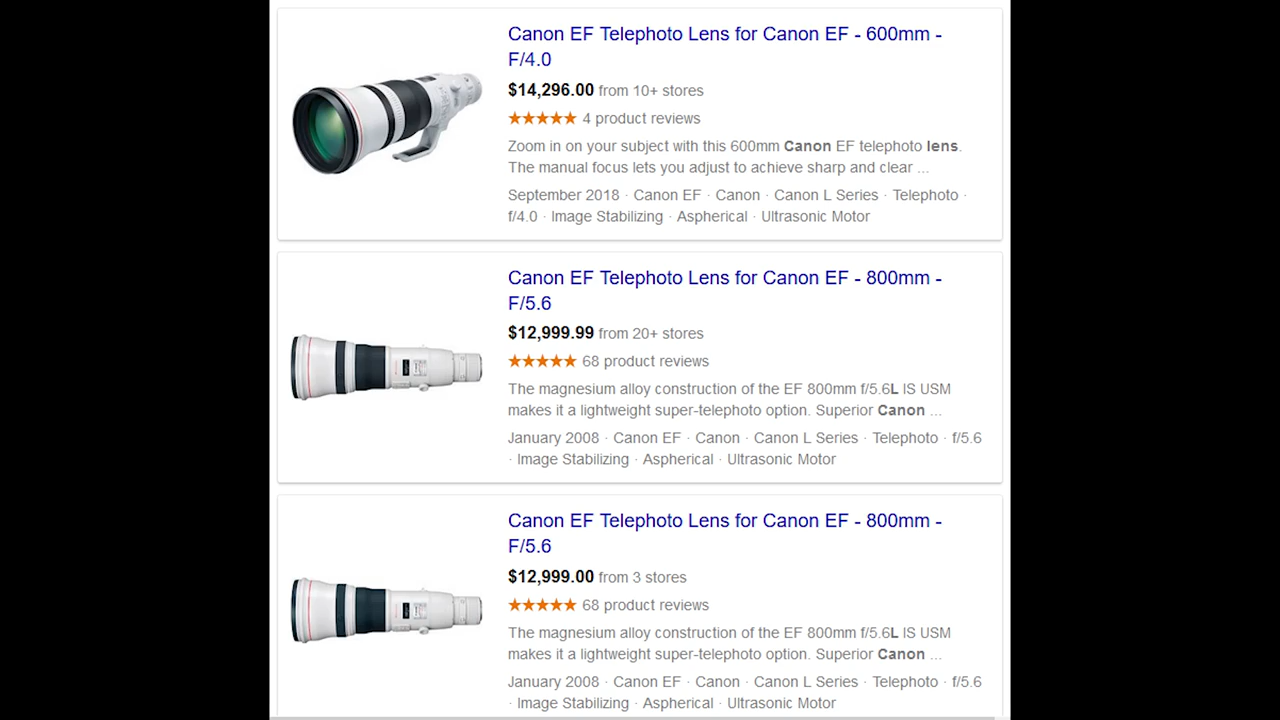 Canon EF Telephoto Lens for Canon EF - 600mm -
F/4.0
$14,296.00 from 10+ stores
★★★★★ 4 product reviews
Zoom in on your subject with this 600mm Canon EF telephoto lens.
The manual focus lets you adjust to achieve sharp and clear ...
September 2018 · Canon EF · Canon · Canon L Series · Telephoto ·
f/4.0 · Image Stabilizing · Aspherical · Ultrasonic Motor
Canon EF Telephoto Lens for Canon EF - 800mm -
F/5.6
$12,999.99 from 20+ stores
★★★★★ 68 product reviews
The magnesium alloy construction of the EF 800mm f/5.6L IS USM
makes it a lightweight super-telephoto option. Superior Canon ...
January 2008 · Canon EF · Canon · Canon L Series · Telephoto · f/5.6
· Image Stabilizing · Aspherical · Ultrasonic Motor
Canon EF Telephoto Lens for Canon EF - 800mm -
F/5.6
$12,999.00 from 3 stores
★★★★★ 68 product reviews
The magnesium alloy construction of the EF 800mm f/5.6L IS USM
makes it a lightweight super-telephoto option. Superior Canon ...
January 2008 · Canon EF · Canon · Canon L Series · Telephoto · f/5.6
· Image Stabilizing · Aspherical · Ultrasonic Motor